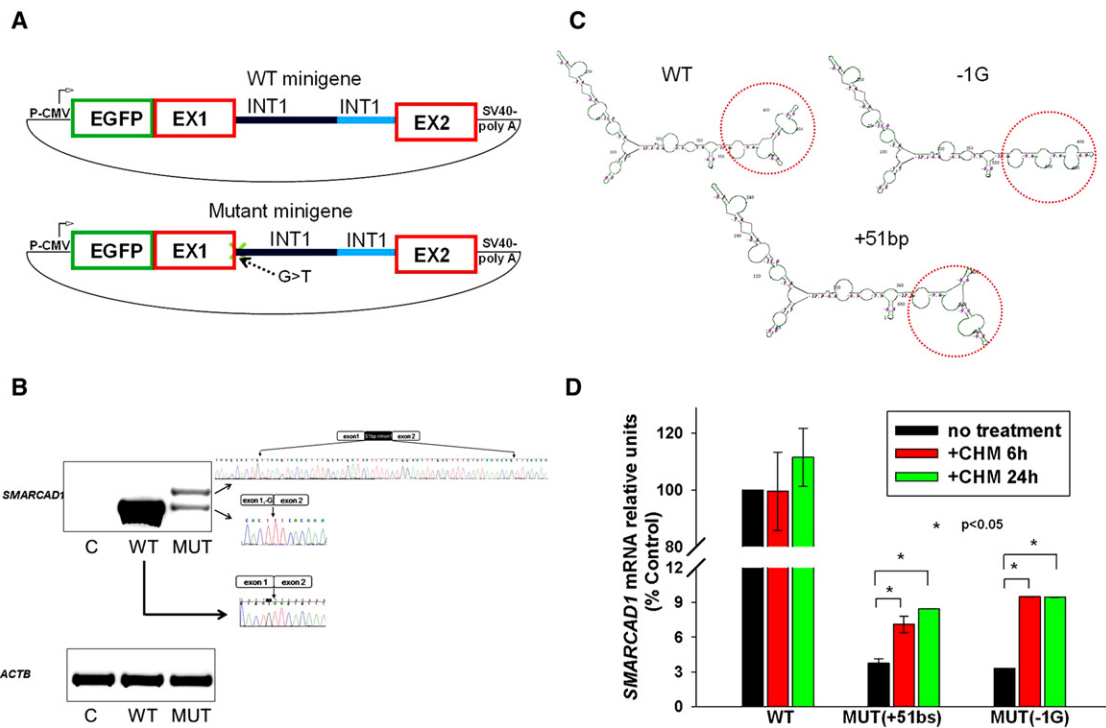 A
WT minigene
P-CMV
EGFP
EX1
INT1
INT1
EX2
SV40-
poly A
Mutant minigene
P-CMV
EGFP
EX1
INT1
INT1
EX2
SV40-
poly A
G>T
B
exon1
51bp intron1
exon 2
SMARCAD1
exon 1,-G
exon 2
C
WT
MUT
exon 1
exon 2
ACTB
C
WT
MUT
C
WT
-1G
+51bp
D
no treatment
+CHM 6h
+CHM 24h
* p<0.05
SMARCAD1 mRNA relative units
(% Control)
120
100
80
12
9
6
3
0
* * * *
WT
MUT(+51bs)
MUT(-1G)